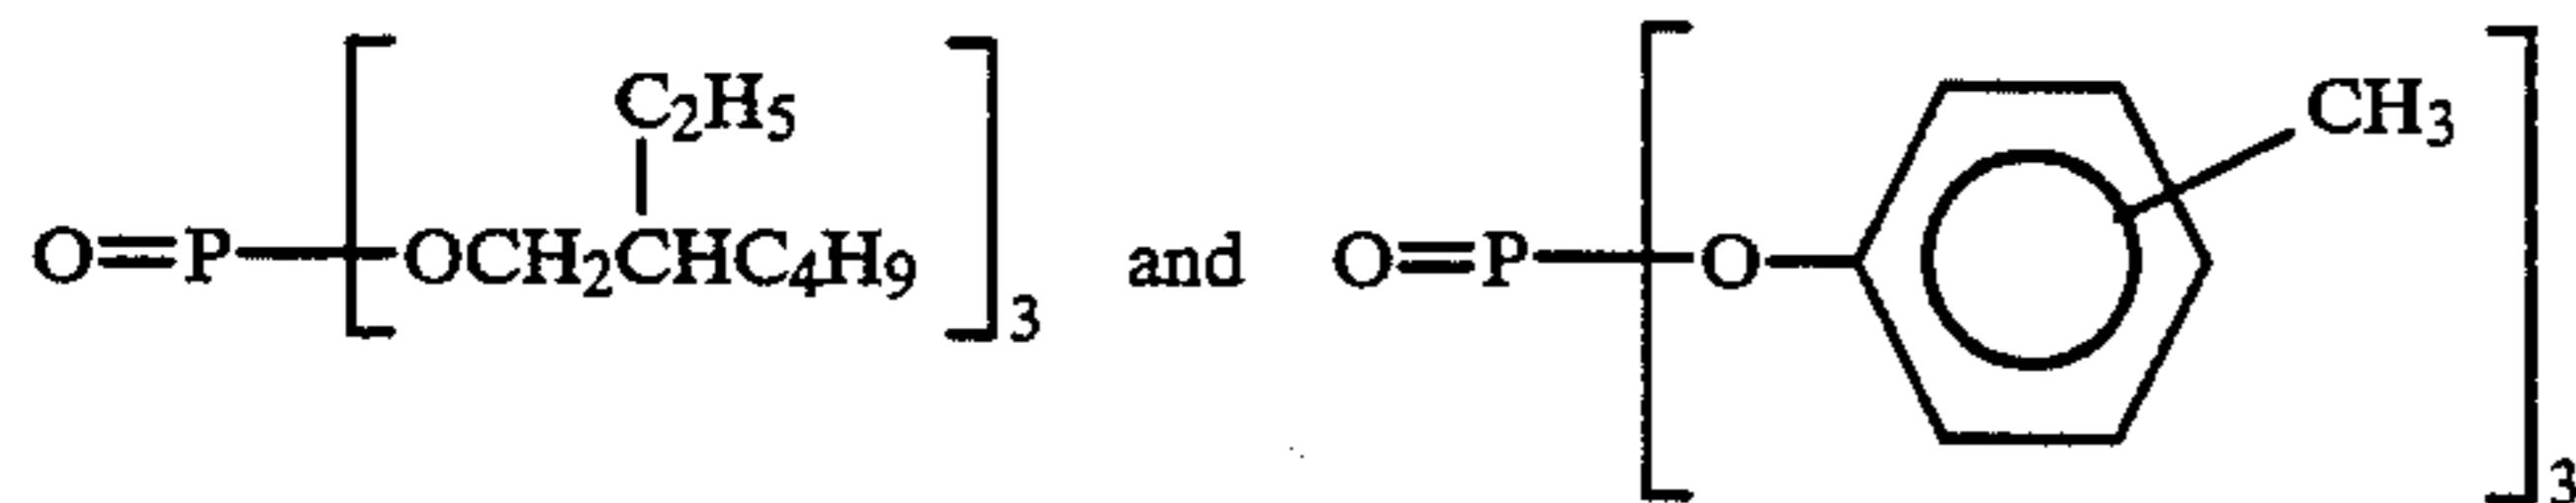 C₂H₅
O=P—[OCH₂CHC₄H₉]₃ and O=P—[O—CH₃]₃